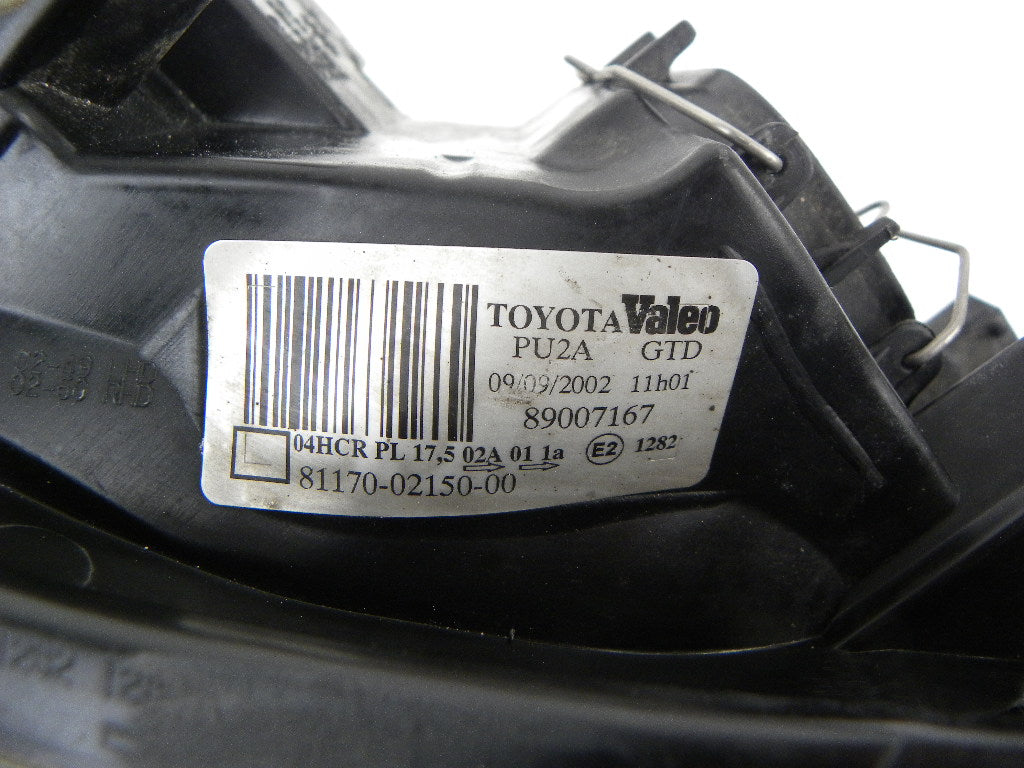 TOYOTA Valeo
PU2A GTD
09/09/2002 11h01
89007167
04HCR PL 17,5 02A 01 1a E2 1282
L
81170-02150-00